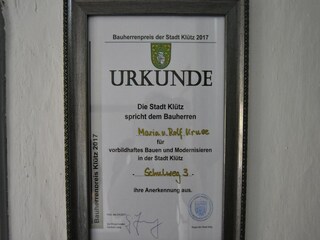 Bauherrenpreis der Stadt Klütz 2017
URKUNDE
Die Stadt Klütz
spricht dem Bauherren
Maria u. Rolf Kruse
für
vorbildhaftes Bauen und Modernisieren
in der Stadt Klütz
Schulweg 3
ihre Anerkennung aus.
Bauherrenpreis Klütz 2017